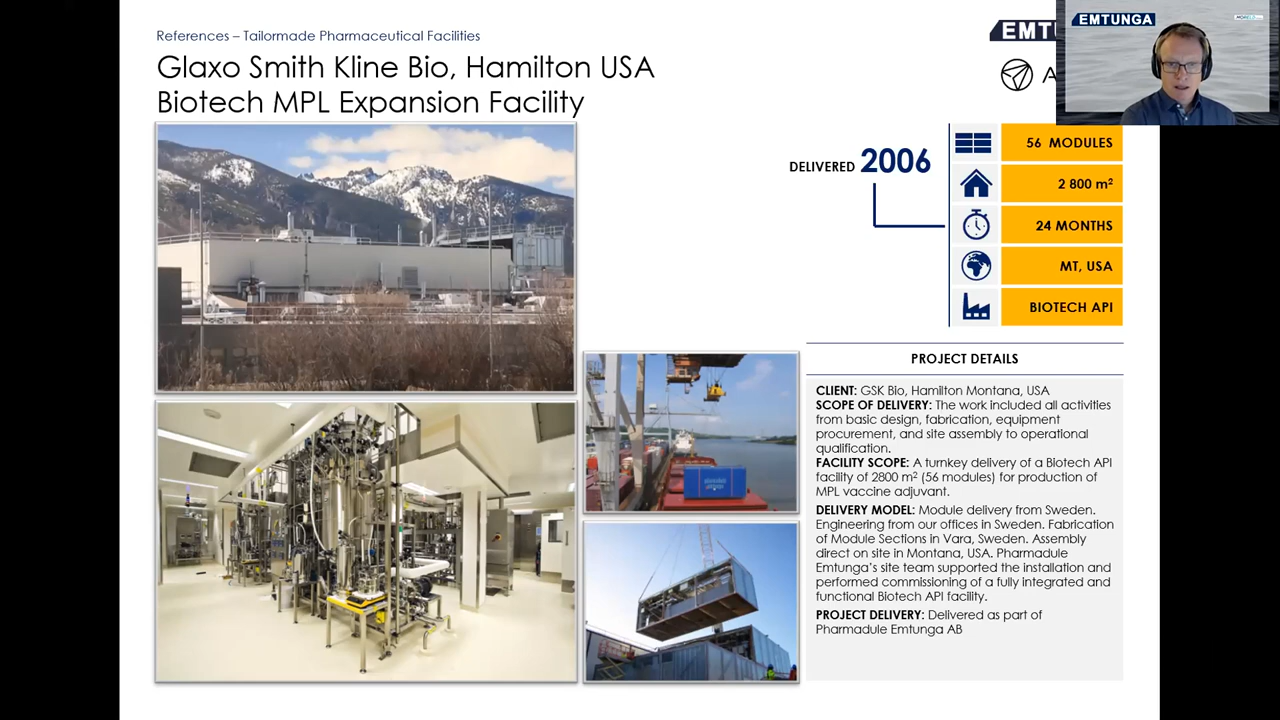 References – Tailormade Pharmaceutical Facilities
Glaxo Smith Kline Bio, Hamilton USA
Biotech MPL Expansion Facility
EMTUNGA
DELIVERED 2006
56 MODULES
2 800 m²
24 MONTHS
MT, USA
BIOTECH API
PROJECT DETAILS
CLIENT: GSK Bio, Hamilton Montana, USA
SCOPE OF DELIVERY: The work included all activities
from basic design, fabrication, equipment
procurement, and site assembly to operational
qualification.
FACILITY SCOPE: A turnkey delivery of a Biotech API
facility of 2800 m² (56 modules) for production of
MPL vaccine adjuvant.
DELIVERY MODEL: Module delivery from Sweden.
Engineering from our offices in Sweden. Fabrication
of Module Sections in Vara, Sweden. Assembly
direct on site in Montana, USA. Pharmadule
Emtunga's site team supported the installation and
performed commissioning of a fully integrated and
functional Biotech API facility.
PROJECT DELIVERY: Delivered as part of
Pharmadule Emtunga AB